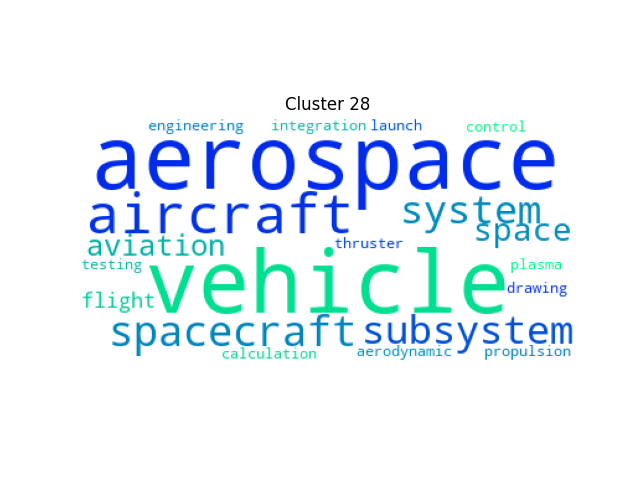 Cluster 28
engineering integration launch control
aerospace
aircraft system
space
aviation thruster
testing vehicle plasma
drawing
flight
spacecraft subsystem
calculation aerodynamic propulsion